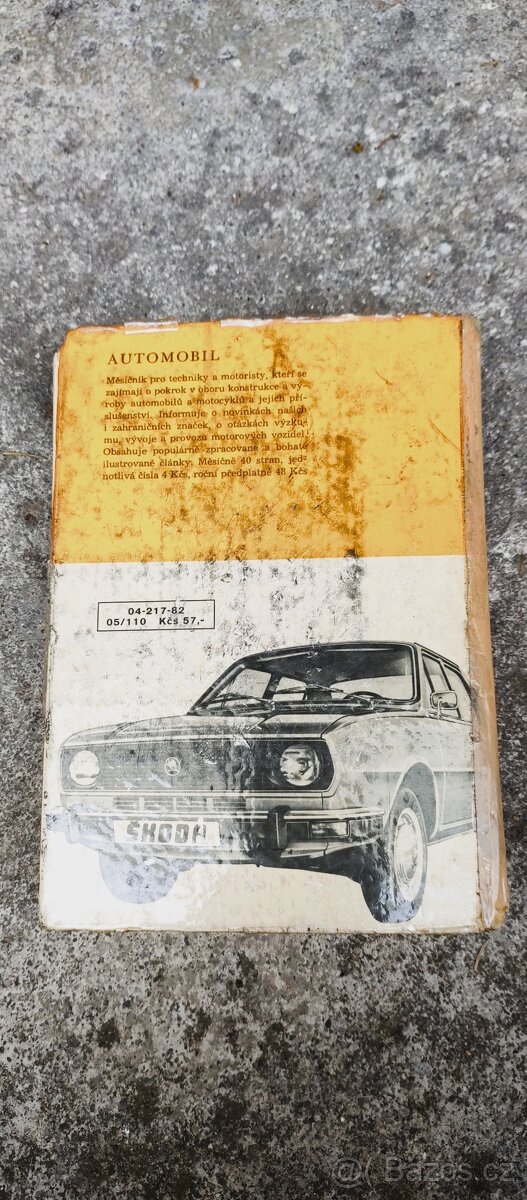 AUTOMOBIL
Měsíčník pro techniky a motoristy, kteří se
zajímají o pokrok v oboru konstrukce a vý-
roby automobilů a motocyklů a jejich pří-
slušenství. Informuje o novinkách našich
i zahraničních značek, o otázkách výzku-
mu, vývoje a provozu motorových vozidel.
Obsahuje populárně zpracované a bohatě
ilustrované články. Měsíčně 40 stran, jed-
notlivá čísla 4 Kčs, roční předplatné 48 Kčs
04-217-82
05/110 Kčs 57,-
ŠKODA
Bazos.cz